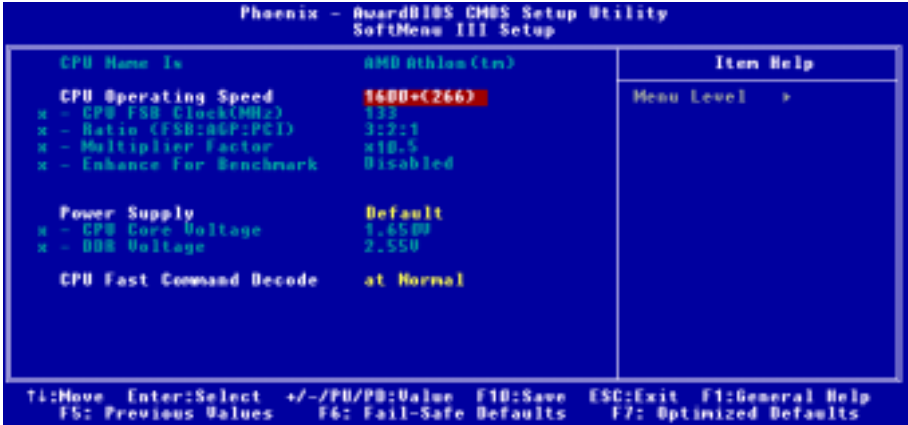 Phoenix - AwardBIOS CMOS Setup Utility
SoftMenu III Setup
CPU Name Is AMD Athlon(tm)
Item Help
CPU Operating Speed 1600+(266)
Menu Level ▸
x - CPU FSB Clock(MHz) 133
x - Ratio (FSB:AGP:PCI) 3:2:1
x - Multiplier Factor x10.5
x - Enhance For Benchmark Disabled
Power Supply Default
x - CPU Core Voltage 1.650V
x - DDR Voltage 2.55V
CPU Fast Command Decode at Normal
↑↓:Move Enter:Select +/-/PU/PD:Value F10:Save ESC:Exit F1:General Help
F5: Previous Values F6: Fail-Safe Defaults F7: Optimized Defaults